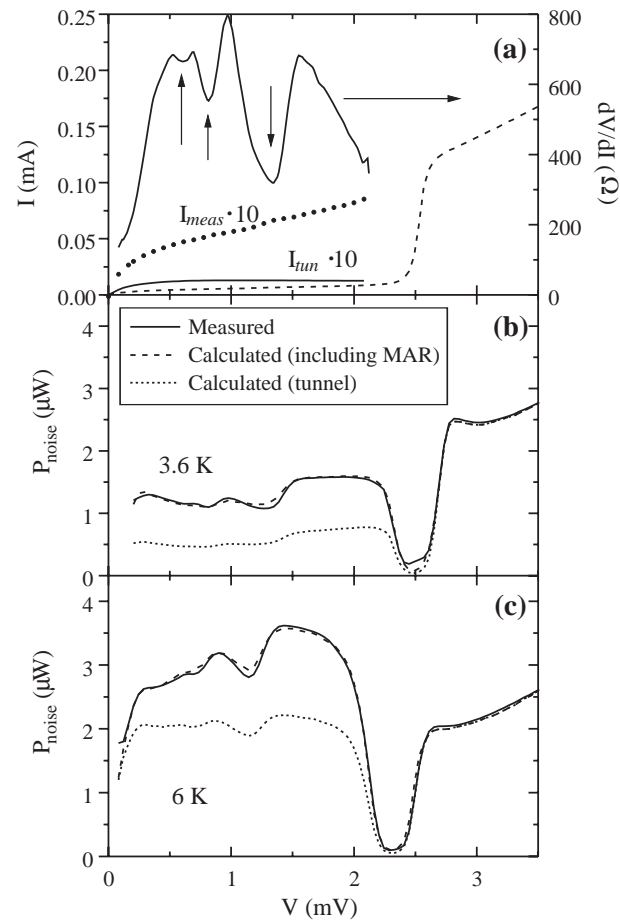 (a)
0.25
0.20
0.15
0.10
0.05
0.00
I (mA)
800
600
400
200
0
dV/dI (Ω)
I_meas · 10
I_tun · 10
(b)
Measured
Calculated (including MAR)
Calculated (tunnel)
4
3
2
1
0
P_noise (μW)
3.6 K
(c)
4
3
2
1
0
P_noise (μW)
6 K
0 1 2 3
V (mV)